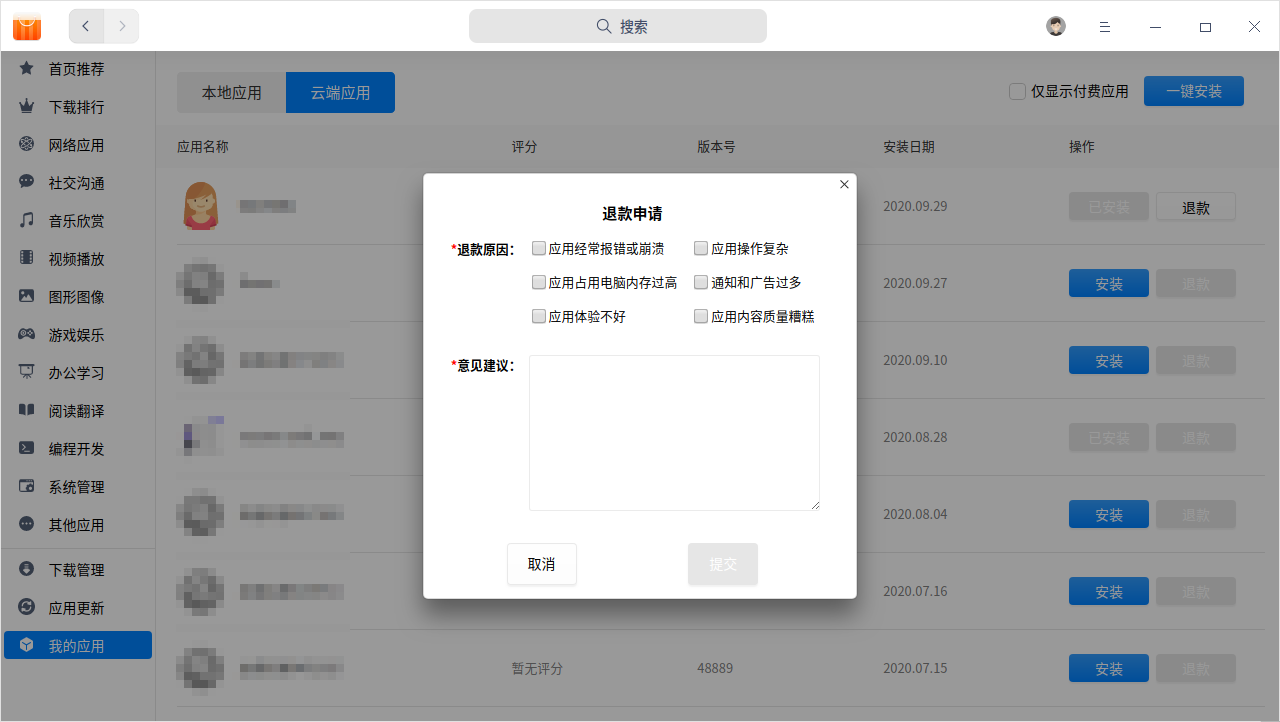 搜索
首页推荐
下载排行
网络应用
社交沟通
音乐欣赏
视频播放
图形图像
游戏娱乐
办公学习
阅读翻译
编程开发
系统管理
其他应用
下载管理
应用更新
我的应用
本地应用 云端应用 仅显示付费应用 一键安装
应用名称 评分 版本号 安装日期 操作
2020.09.29 已安装 退款
2020.09.27 安装 退款
2020.09.10 安装 退款
2020.08.28 已安装 退款
2020.08.04 安装 退款
2020.07.16 安装 退款
暂无评分 48889 2020.07.15 安装 退款
退款申请
*退款原因: 应用经常报错或崩溃 应用操作复杂
应用占用电脑内存过高 通知和广告过多
应用体验不好 应用内容质量糟糕
*意见建议:
取消 提交